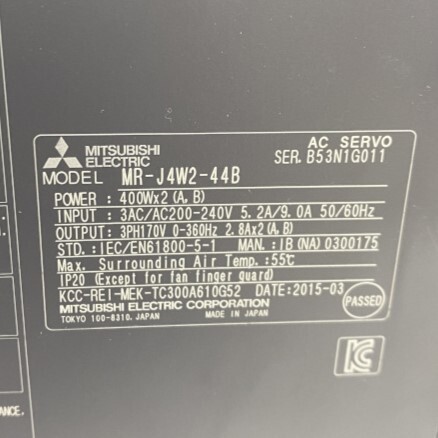 MITSUBISHI
ELECTRIC
AC SERVO
SER. B53N1G011
MODEL MR-J4W2-44B
POWER : 400Wx2 (A, B)
INPUT : 3AC/AC200-240V 5.2A/9.0A 50/60Hz
OUTPUT: 3PH170V 0-360Hz 2.8Ax2 (A, B)
STD. : IEC/EN61800-5-1 MAN. : IB (NA) 0300175
Max. Surrounding Air Temp. :55℃
IP20 (Except for fan finger guard)
KCC-REI-MEK-TC300A610G52 DATE:2015-03
MITSUBISHI ELECTRIC CORPORATION PASSED
TOKYO 100-8310, JAPAN MADE IN JAPAN
KC